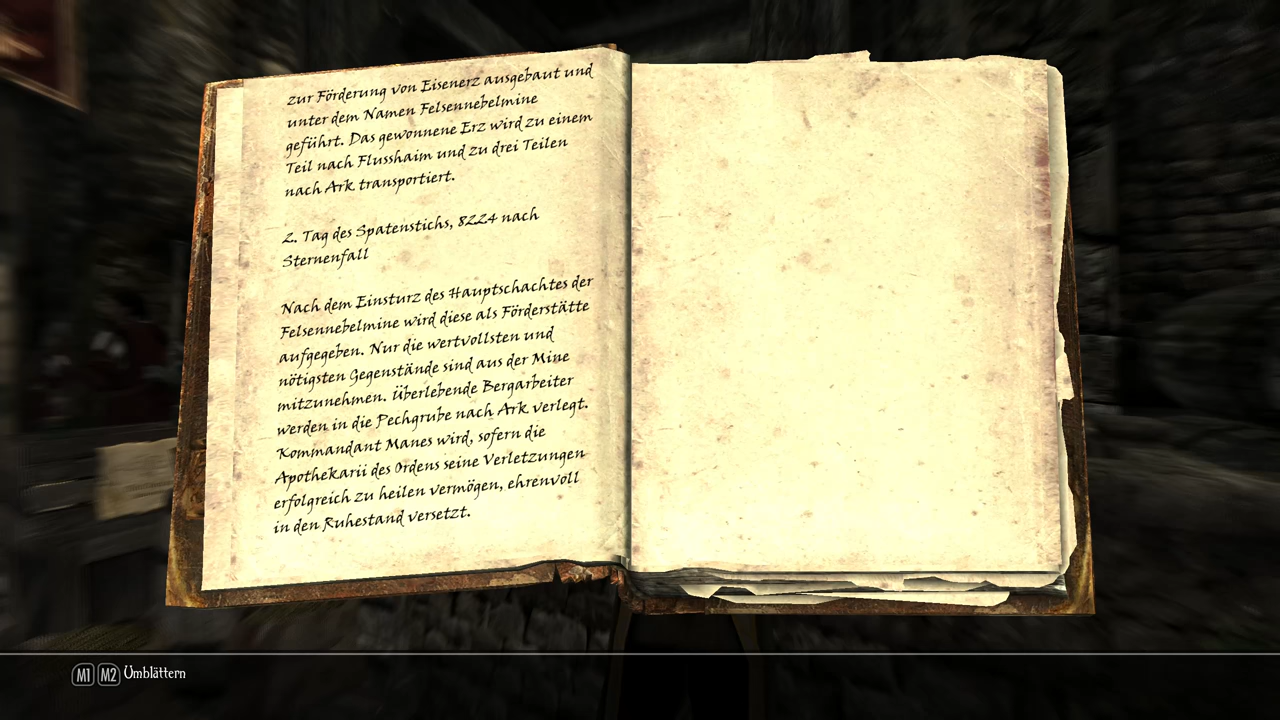 zur Förderung von Eisenerz ausgebaut und
unter dem Namen Felsennebelmine
geführt. Das gewonnene Erz wird zu einem
Teil nach Flusshaim und zu drei Teilen
nach Ark transportiert.
2. Tag des Spatenstichs, 8224 nach
Sternenfall
Nach dem Einsturz des Hauptschachtes der
Felsennebelmine wird diese als Förderstätte
aufgegeben. Nur die wertvollsten und
nötigsten Gegenstände sind aus der Mine
mitzunehmen. Überlebende Bergarbeiter
werden in die Pechgrube nach Ark verlegt.
Kommandant Manes wird, sofern die
Apothekarii des Ordens seine Verletzungen
erfolgreich zu heilen vermögen, ehrenvoll
in den Ruhestand versetzt.
M1 M2 Umblättern